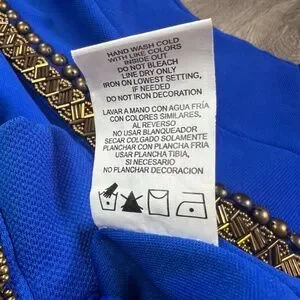 HAND WASH COLD
WITH LIKE COLORS
INSIDE OUT
DO NOT BLEACH
LINE DRY ONLY
IRON ON LOWEST SETTING,
IF NEEDED
DO NOT IRON DECORATION
LAVAR A MANO CON AGUA FRÍA
CON COLORES SIMILARES,
AL REVERSO
NO USAR BLANQUEADOR
SECAR COLGADO SOLAMENTE
PLANCHAR CON PLANCHA FRIA
USAR PLANCHA TIBIA,
SI NECESARIO
NO PLANCHAR DECORACION